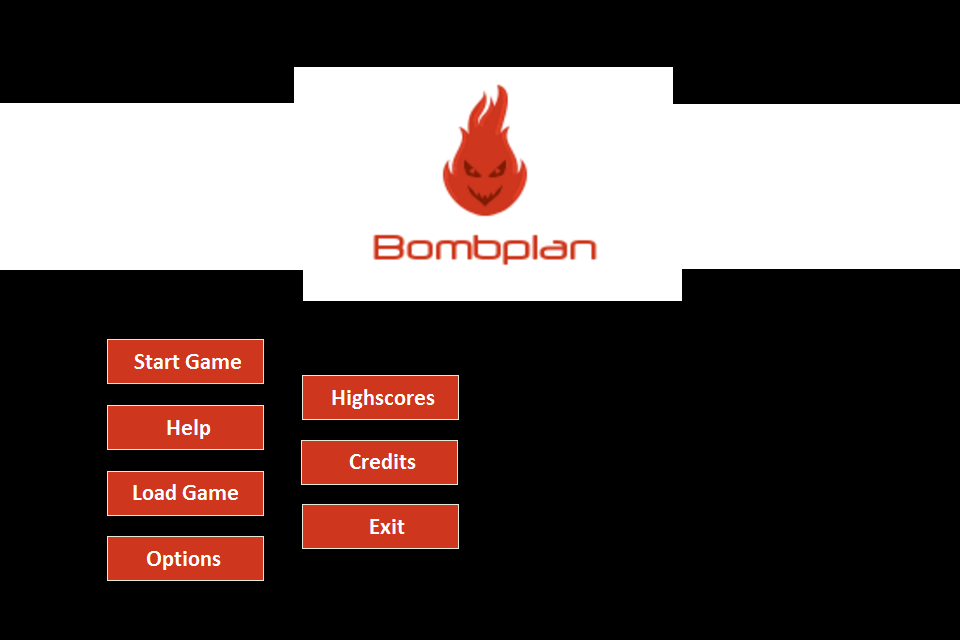 Bombplan
Start Game
Help
Load Game
Options
Highscores
Credits
Exit